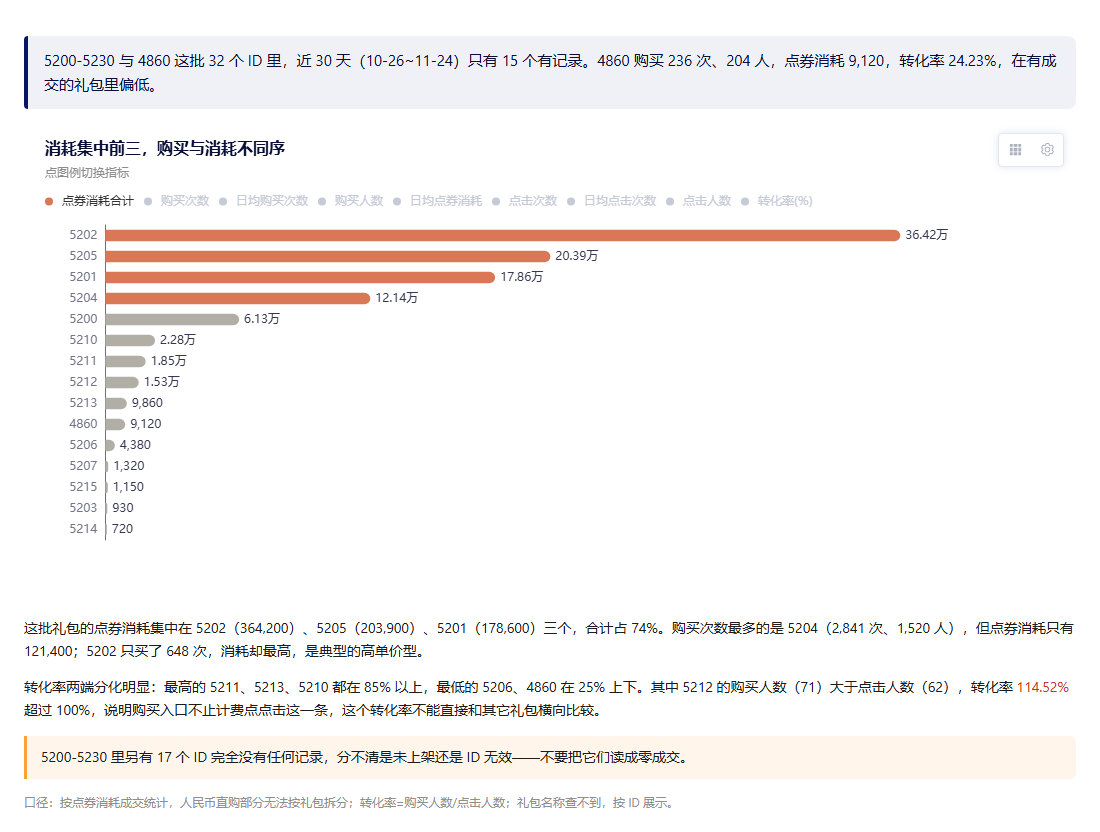 5200-5230 与 4860 这批 32 个 ID 里，近 30 天（10-26~11-24）只有 15 个有记录。4860 购买 236 次、204 人，点券消耗 9,120，转化率 24.23%，在有成
交的礼包里偏低。
消耗集中前三，购买与消耗不同序
点图例切换指标
点券消耗合计 购买次数 日均购买次数 购买人数 日均点券消耗 点击次数 日均点击次数 点击人数 转化率(%)
5202 36.42万
5205 20.39万
5201 17.86万
5204 12.14万
5200 6.13万
5210 2.28万
5211 1.85万
5212 1.53万
5213 9,860
4860 9,120
5206 4,380
5207 1,320
5215 1,150
5203 930
5214 720
这批礼包的点券消耗集中在 5202（364,200）、5205（203,900）、5201（178,600）三个，合计占 74%。购买次数最多的是 5204（2,841 次、1,520 人），但点券消耗只有
121,400；5202 只买了 648 次，消耗却最高，是典型的高单价型。
转化率两端分化明显：最高的 5211、5213、5210 都在 85% 以上，最低的 5206、4860 在 25% 上下。其中 5212 的购买人数（71）大于点击人数（62），转化率 114.52%
超过 100%，说明购买入口不止计费点点击这一条，这个转化率不能直接和其它礼包横向比较。
5200-5230 里另有 17 个 ID 完全没有任何记录，分不清是未上架还是 ID 无效——不要把它们读成零成交。
口径：按点券消耗成交统计，人民币直购部分无法按礼包拆分；转化率=购买人数/点击人数；礼包名称查不到，按 ID 展示。